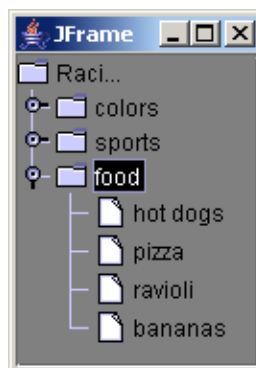 JFrame
Raci...
colors
sports
food
hot dogs
pizza
ravioli
bananas